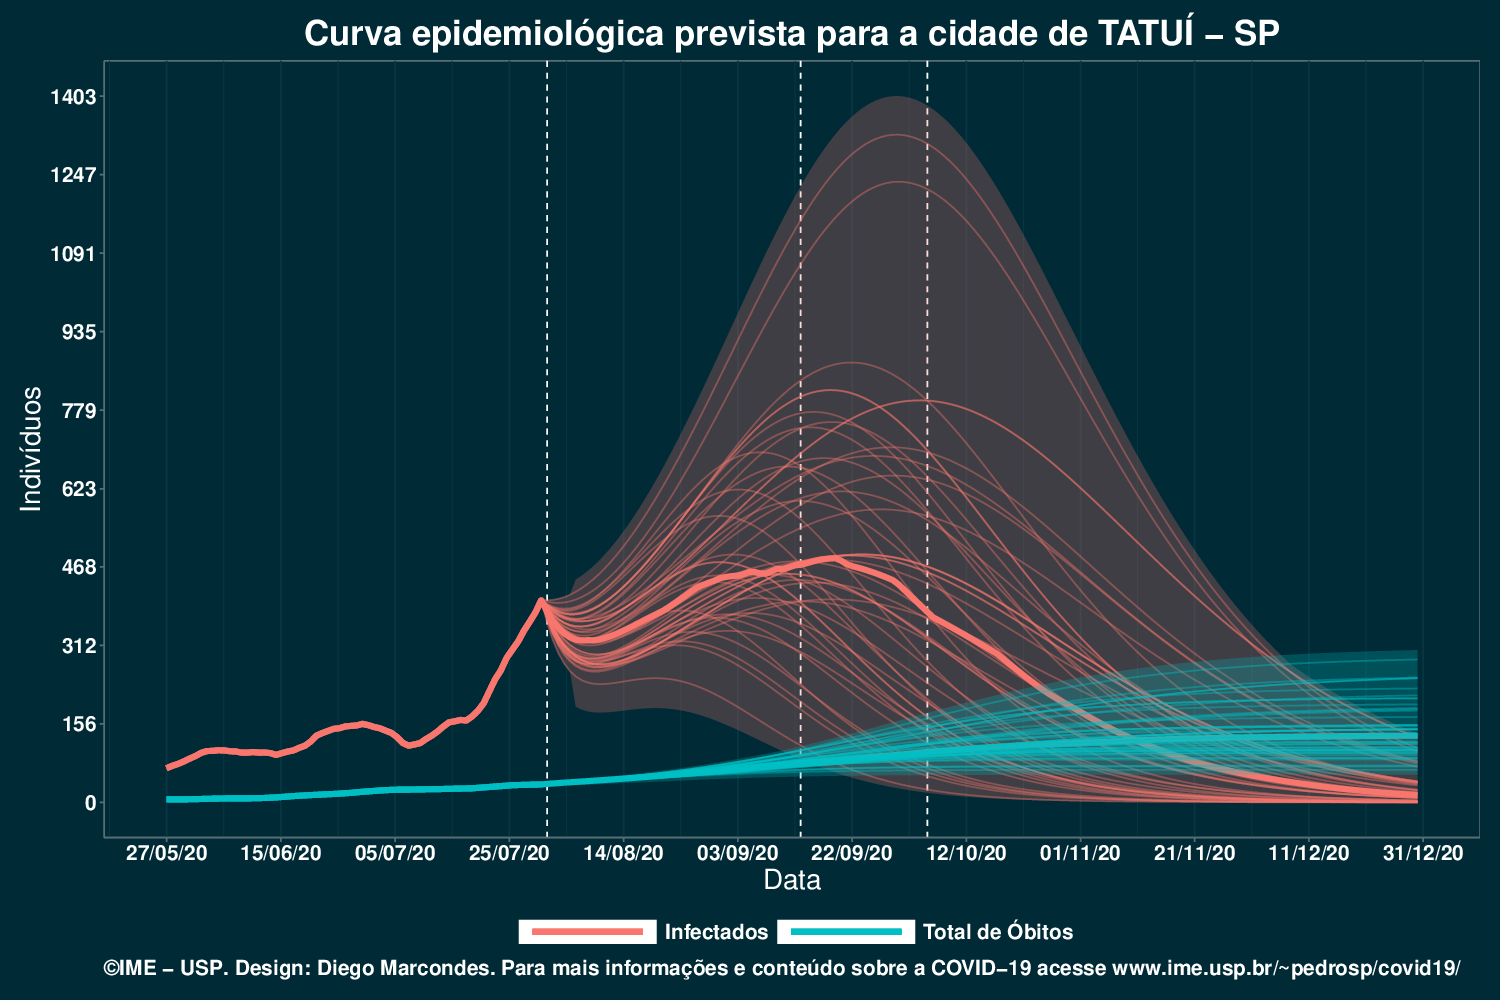 Curva epidemiológica prevista para a cidade de TATUÍ – SP
Indivíduos
1403
1247
1091
935
779
623
468
312
156
0
27/05/20 15/06/20 05/07/20 25/07/20 14/08/20 03/09/20 22/09/20 12/10/20 01/11/20 21/11/20 11/12/20 31/12/20
Data
Infectados Total de Óbitos
©IME – USP. Design: Diego Marcondes. Para mais informações e conteúdo sobre a COVID–19 acesse www.ime.usp.br/~pedrosp/covid19/